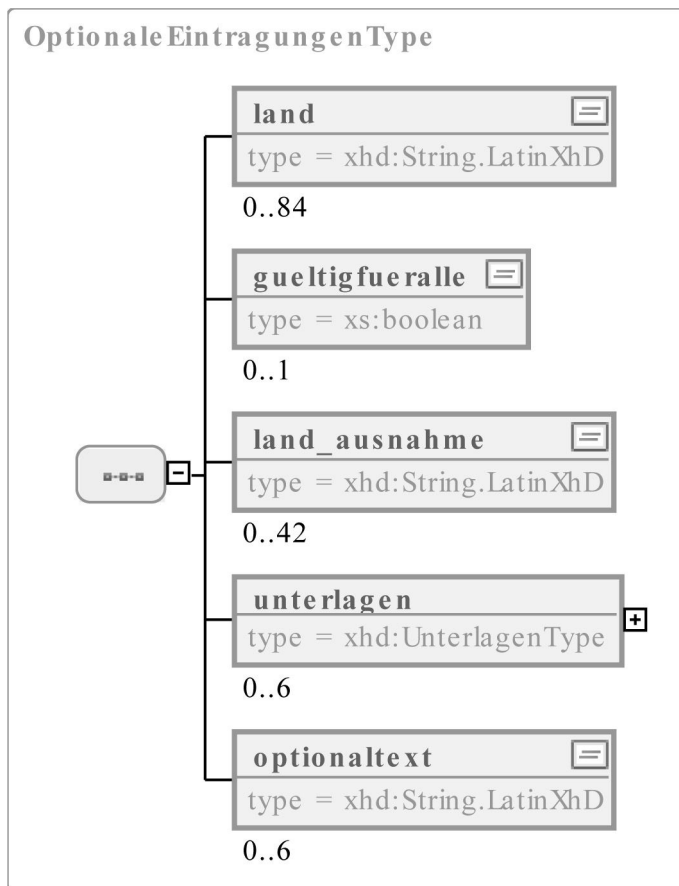 OptionaleEintragungenType
land
type = xhd:String.LatinXhD
0..84
gueltigfueralle
type = xs:boolean
0..1
land_ausnahme
type = xhd:String.LatinXhD
0..42
unterlagen
type = xhd:UnterlagenType
0..6
optionaltext
type = xhd:String.LatinXhD
0..6